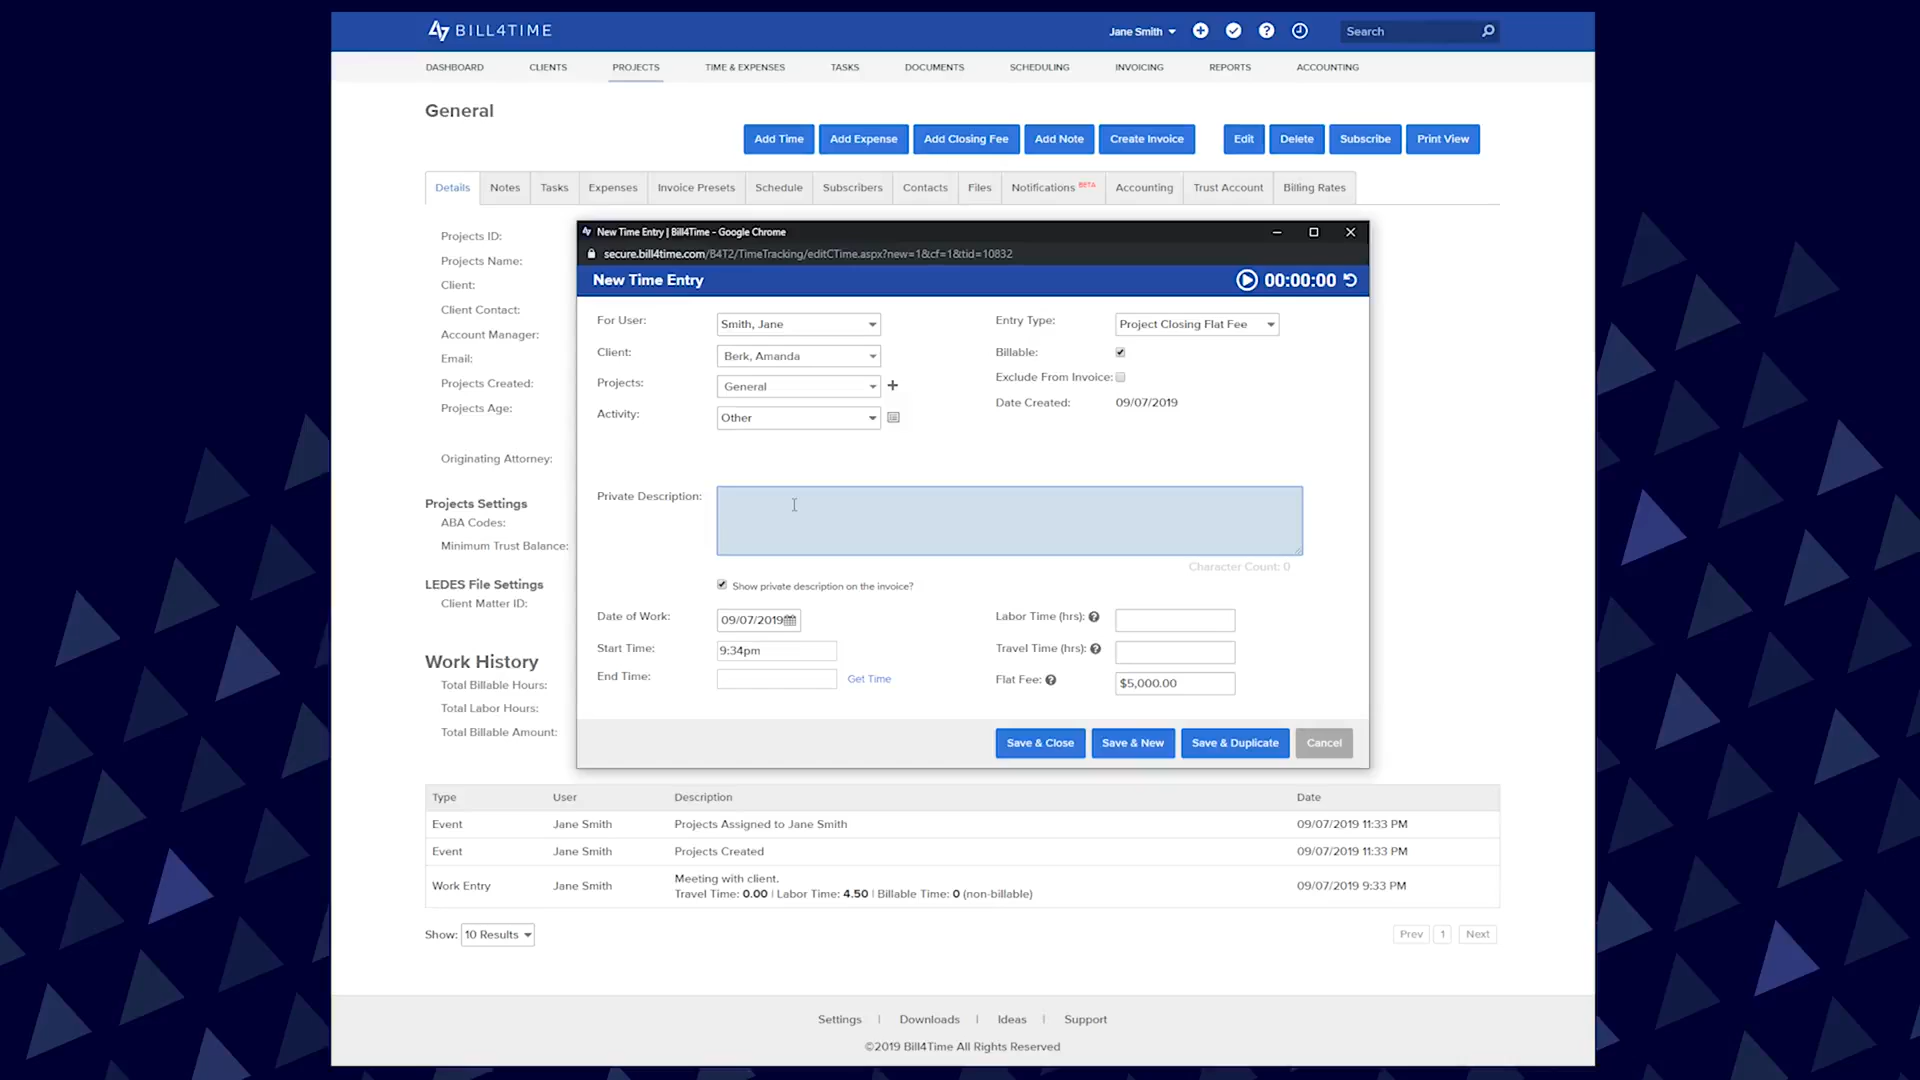 BILL4TIME
Jane Smith
Search
DASHBOARD CLIENTS PROJECTS TIME & EXPENSES TASKS DOCUMENTS SCHEDULING INVOICING REPORTS ACCOUNTING
General
Add Time Add Expense Add Closing Fee Add Note Create Invoice Edit Delete Subscribe Print View
Details Notes Tasks Expenses Invoice Presets Schedule Subscribers Contacts Files Notifications BETA Accounting Trust Account Billing Rates
Projects ID:
Projects Name:
Client:
Client Contact:
Account Manager:
Email:
Projects Created:
Projects Age:
Originating Attorney:
Projects Settings
ABA Codes:
Minimum Trust Balance:
LEDES File Settings
Client Matter ID:
Work History
Total Billable Hours:
Total Labor Hours:
Total Billable Amount:
New Time Entry | Bill4Time - Google Chrome
secure.bill4time.com/B4T2/TimeTracking/editCTime.aspx?new=1&cf=1&tid=10832
New Time Entry 00:00:00
For User: Smith, Jane Entry Type: Project Closing Flat Fee
Client: Berk, Amanda Billable:
Projects: General + Exclude From Invoice:
Activity: Other Date Created: 09/07/2019
Private Description:
Character Count: 0
Show private description on the invoice?
Date of Work: 09/07/2019 Labor Time (hrs): ?
Start Time: 9:34pm Travel Time (hrs): ?
End Time: Get Time Flat Fee: ? $5,000.00
Save & Close Save & New Save & Duplicate Cancel
Type User Description Date
Event Jane Smith Projects Assigned to Jane Smith 09/07/2019 11:33 PM
Event Jane Smith Projects Created 09/07/2019 11:33 PM
Work Entry Jane Smith Meeting with client. 09/07/2019 9:33 PM
Travel Time: 0.00 | Labor Time: 4.50 | Billable Time: 0 (non-billable)
Show: 10 Results Prev 1 Next
Settings | Downloads | Ideas | Support
©2019 Bill4Time All Rights Reserved